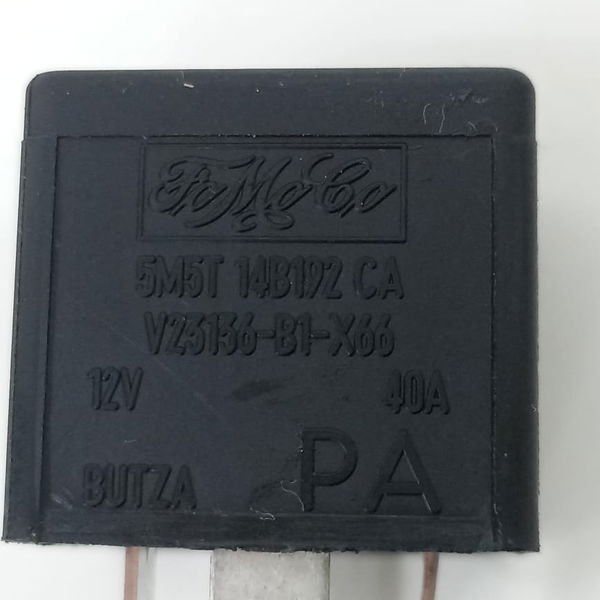 FoMoCo
5M5T 14B192 CA
V23136-B1-X66
12V 40A
BUTZA PA